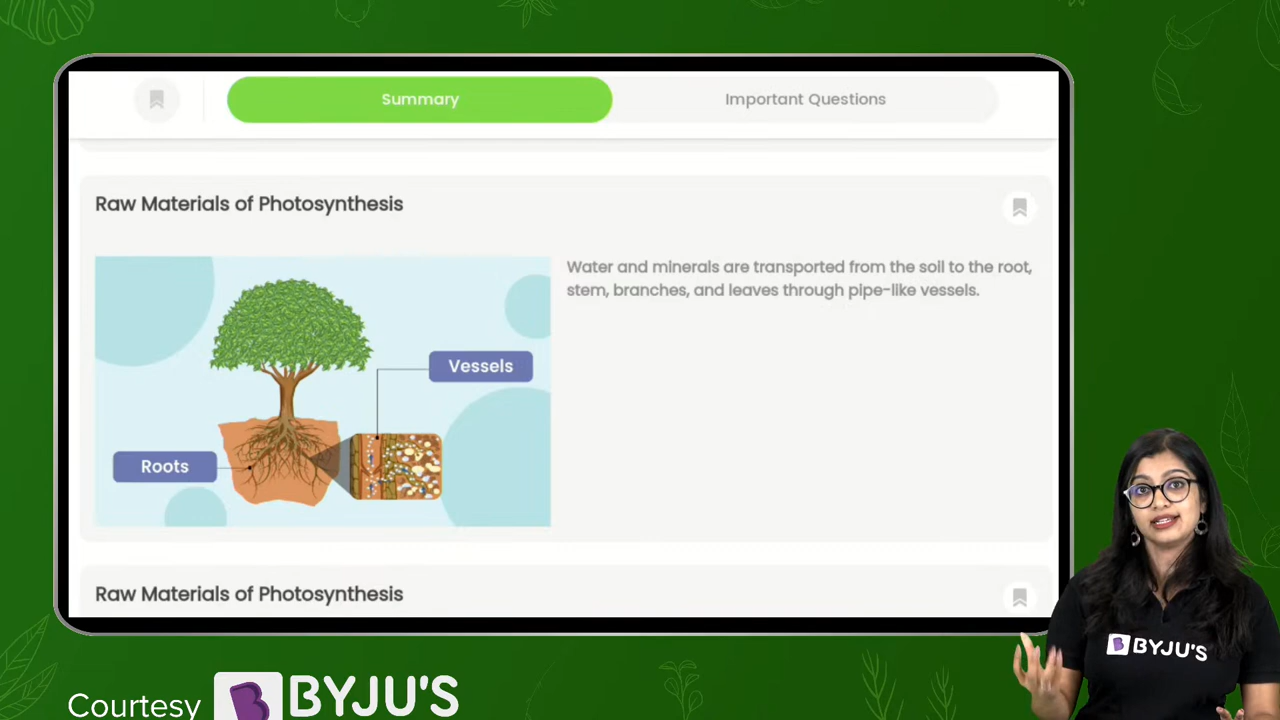 Summary
Important Questions
Raw Materials of Photosynthesis
Water and minerals are transported from the soil to the root,
stem, branches, and leaves through pipe-like vessels.
Vessels
Roots
Raw Materials of Photosynthesis
BYJU'S
Courtesy BYJU'S